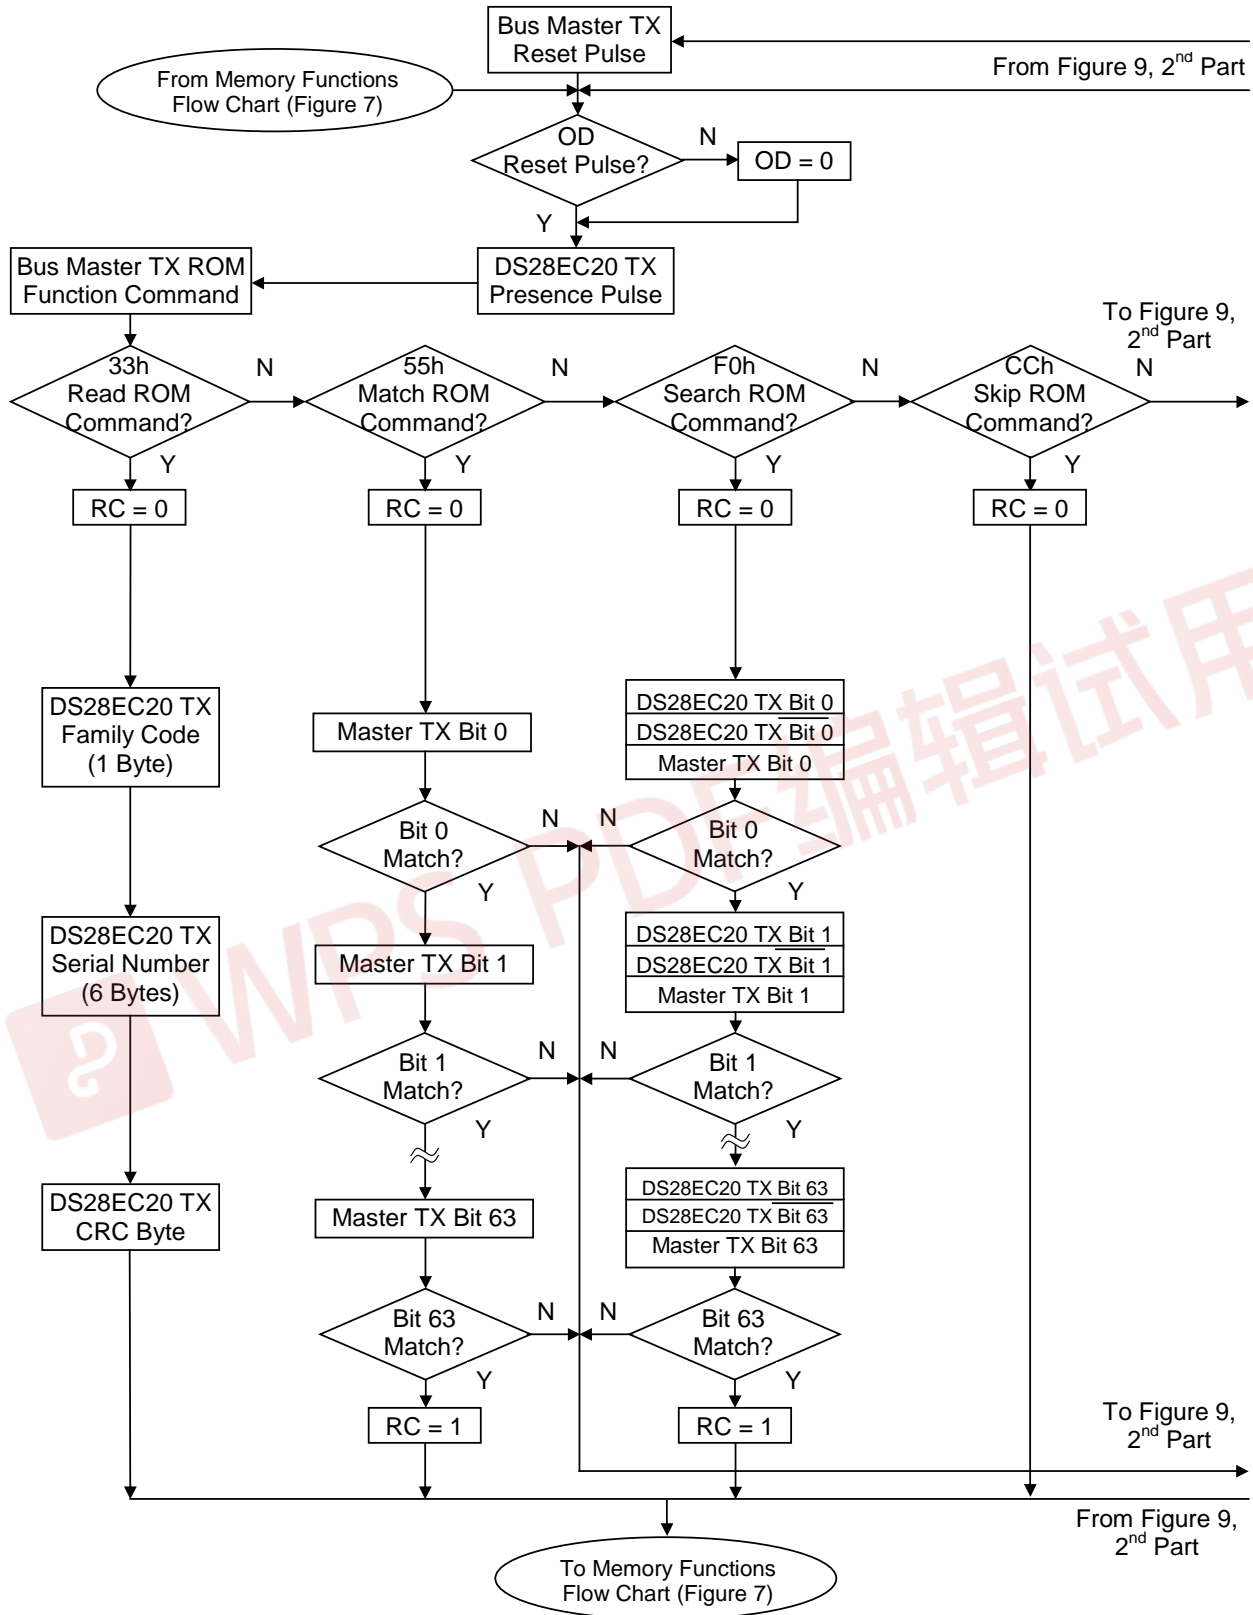 Bus Master TX
Reset Pulse
From Figure 9, 2nd Part
From Memory Functions
Flow Chart (Figure 7)
OD
Reset Pulse?
N
OD = 0
Y
Bus Master TX ROM
Function Command
DS28EC20 TX
Presence Pulse
To Figure 9,
2nd Part
33h
Read ROM
Command?
N
55h
Match ROM
Command?
N
F0h
Search ROM
Command?
N
CCh
Skip ROM
Command?
N
Y
Y
Y
Y
RC = 0
RC = 0
RC = 0
RC = 0
DS28EC20 TX
Family Code
(1 Byte)
Master TX Bit 0
DS28EC20 TX Bit 0
DS28EC20 TX Bit 0
Master TX Bit 0
Bit 0
Match?
N
N
Bit 0
Match?
Y
Y
DS28EC20 TX
Serial Number
(6 Bytes)
Master TX Bit 1
DS28EC20 TX Bit 1
DS28EC20 TX Bit 1
Master TX Bit 1
Bit 1
Match?
N
N
Bit 1
Match?
Y
Y
DS28EC20 TX
CRC Byte
Master TX Bit 63
DS28EC20 TX Bit 63
DS28EC20 TX Bit 63
Master TX Bit 63
Bit 63
Match?
N
N
Bit 63
Match?
Y
Y
RC = 1
RC = 1
To Figure 9,
2nd Part
From Figure 9,
2nd Part
To Memory Functions
Flow Chart (Figure 7)
WPS PDF编辑试用